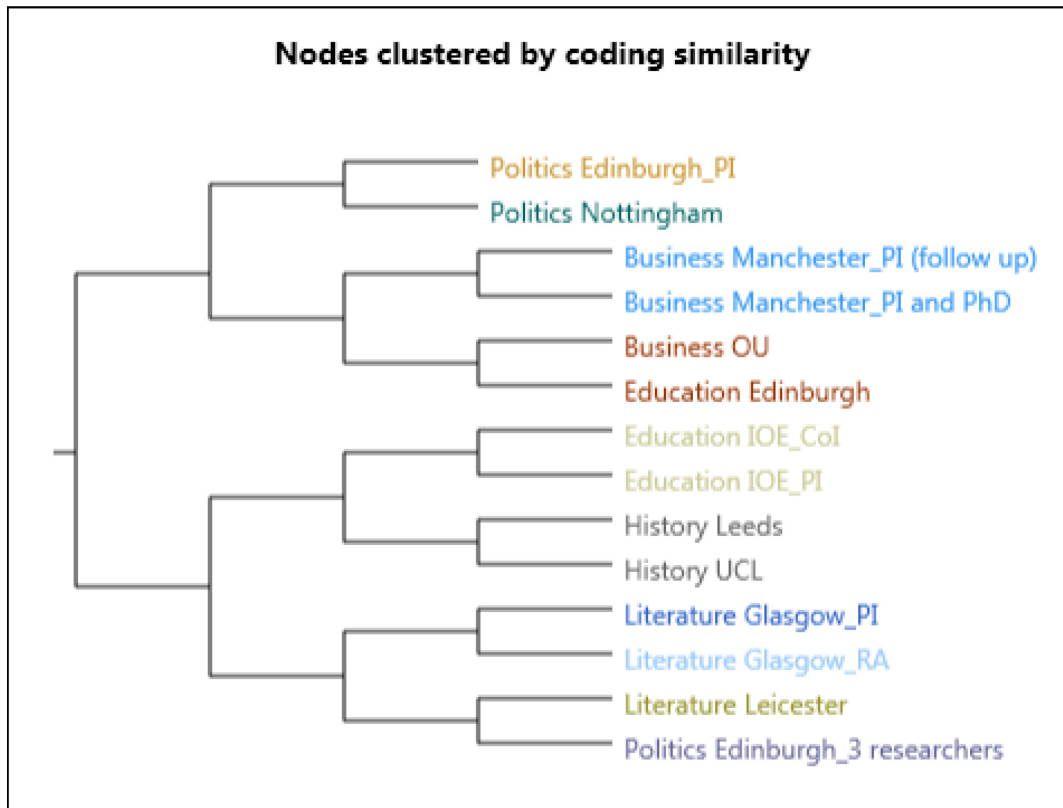 Nodes clustered by coding similarity
Politics Edinburgh_PI
Politics Nottingham
Business Manchester_PI (follow up)
Business Manchester_PI and PhD
Business OU
Education Edinburgh
Education IOE_CoI
Education IOE_PI
History Leeds
History UCL
Literature Glasgow_PI
Literature Glasgow_RA
Literature Leicester
Politics Edinburgh_3 researchers